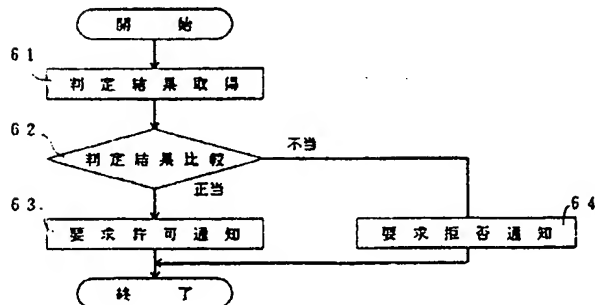 開始
61
判定結果取得
62
判定結果比較
不当
正当
63
要求許可通知
64
要求拒否通知
終了